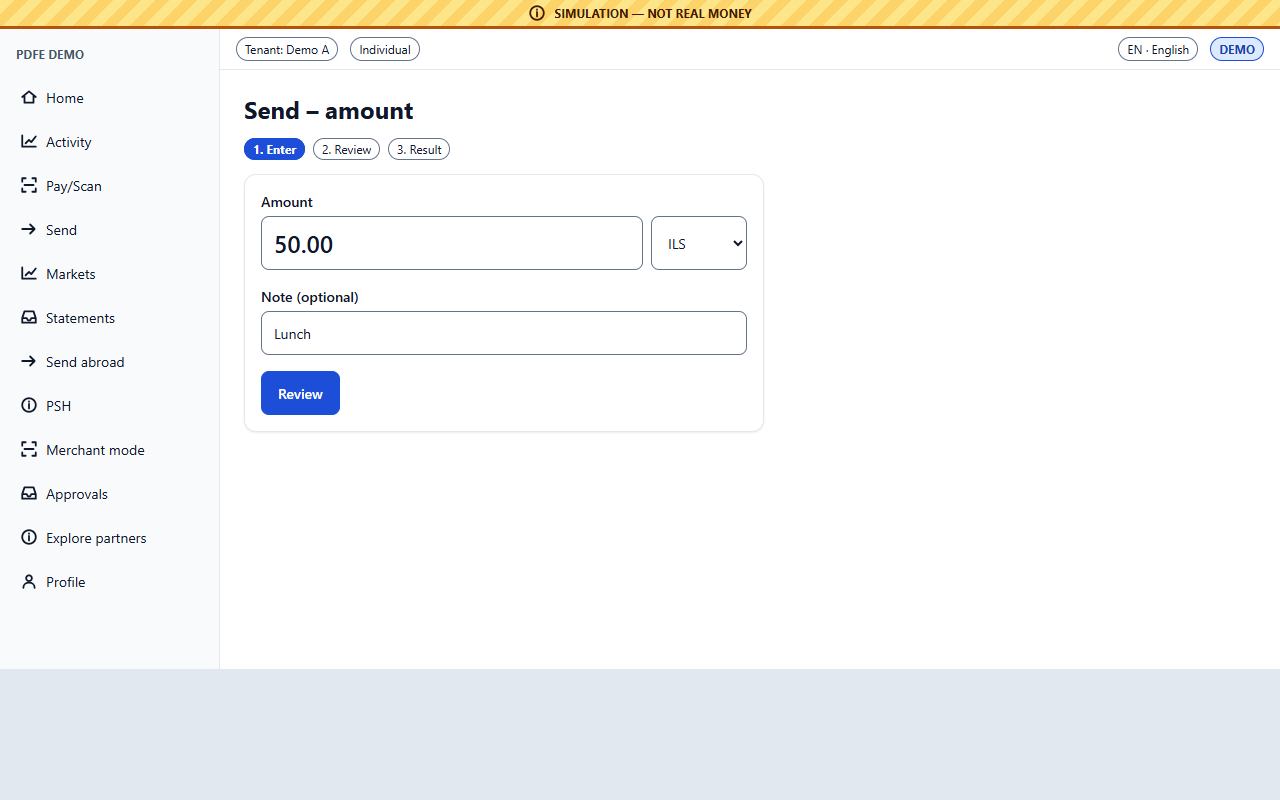 SIMULATION — NOT REAL MONEY
PDFE DEMO
Tenant: Demo A
Individual
EN · English
DEMO
Home
Activity
Pay/Scan
Send
Markets
Statements
Send abroad
PSH
Merchant mode
Approvals
Explore partners
Profile
Send – amount
1. Enter
2. Review
3. Result
Amount
50.00
ILS
Note (optional)
Lunch
Review